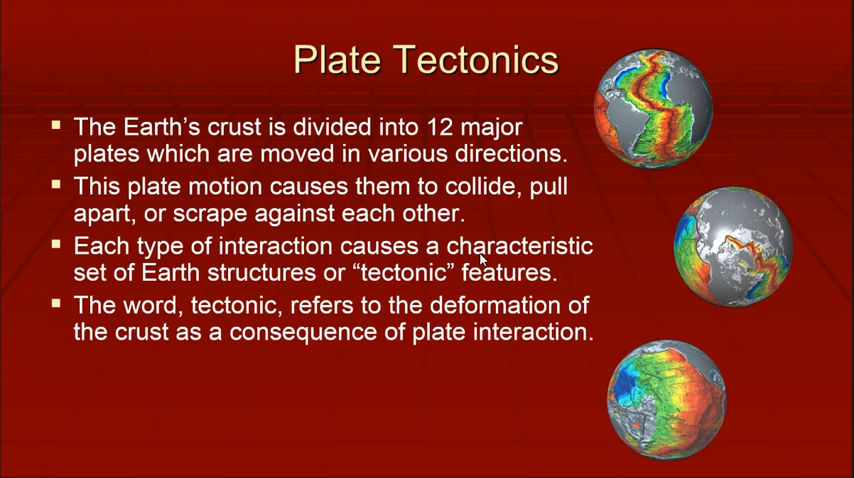 Plate Tectonics
The Earth's crust is divided into 12 major
plates which are moved in various directions.
This plate motion causes them to collide, pull
apart, or scrape against each other.
Each type of interaction causes a characteristic
set of Earth structures or “tectonic” features.
The word, tectonic, refers to the deformation of
the crust as a consequence of plate interaction.